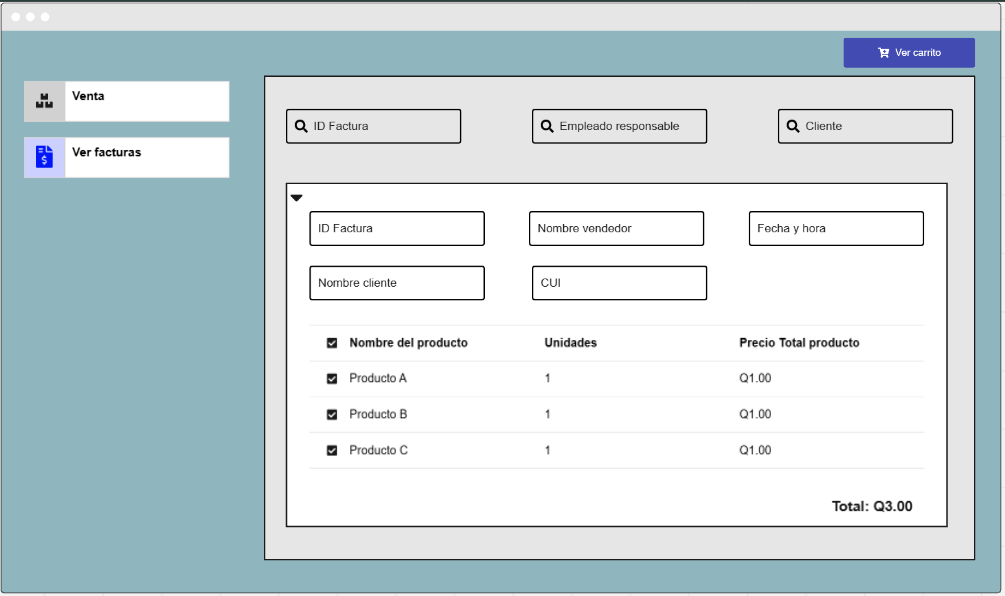 Ver carrito
Venta
Ver facturas
ID Factura
Empleado responsable
Cliente
ID Factura
Nombre vendedor
Fecha y hora
Nombre cliente
CUI
Nombre del producto Unidades Precio Total producto
Producto A 1 Q1.00
Producto B 1 Q1.00
Producto C 1 Q1.00
Total: Q3.00